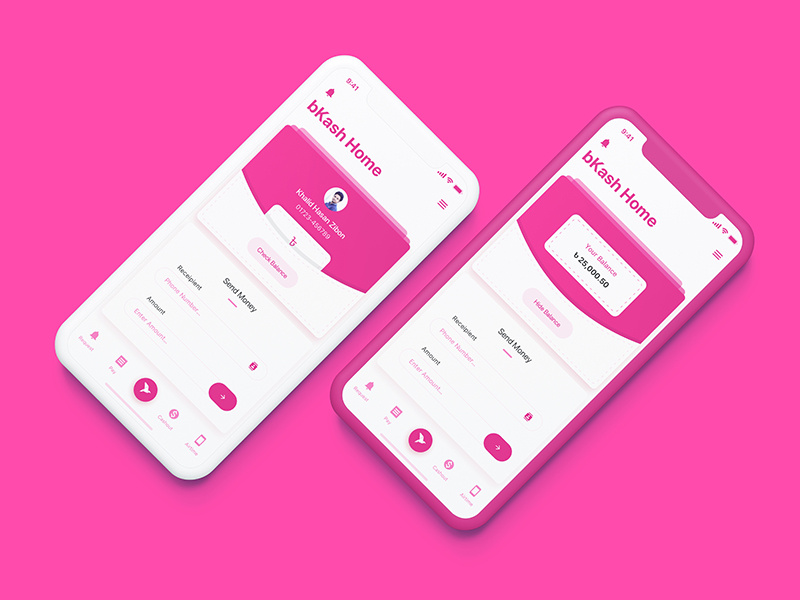 9:41
bKash Home
Khalid Hasan Zibon
01723-456789
৳
Check Balance
Send Money
Receipient
Phone Number...
Amount
Enter Amount...
Request
Pay
Cashout
Airtime
9:41
bKash Home
Your Balance
৳ 25,000.50
Hide Balance
Send Money
Receipient
Phone Number...
Amount
Enter Amount...
Request
Pay
Cashout
Airtime